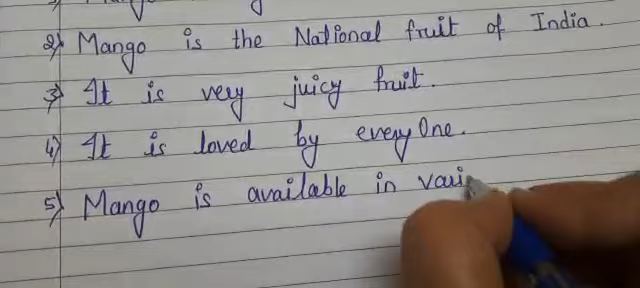 2) Mango is the National fruit of India.
3) It is very juicy fruit.
4) It is loved by everyOne.
5) Mango is available in vari